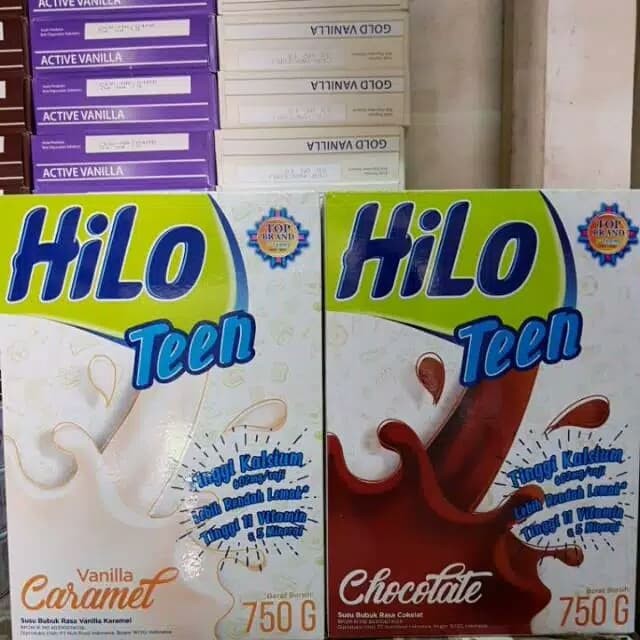 ACTIVE VANILLA
ACTIVE VANILLA
ACTIVE VANILLA
GOLD VANILLA
GOLD VANILLA
GOLD VANILLA
HiLo
Teen
TOP
BRAND
Tinggi Kalsium
Lebih Rendah Lemak*
Tinggi 11 Vitamin
& 5 Mineral
Vanilla
Caramel
Susu Bubuk Rasa Vanilla Karamel
Berat Bersih
750 G
HiLo
Teen
TOP
BRAND
Tinggi Kalsium
Lebih Rendah Lemak*
Tinggi 11 Vitamin
& 5 Mineral
Chocolate
Susu Bubuk Rasa Cokelat
Berat Bersih
750 G